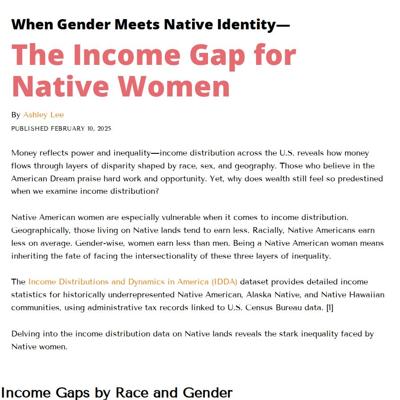 When Gender Meets Native Identity—
The Income Gap for
Native Women
By Ashley Lee
PUBLISHED FEBRUARY 10, 2025
Money reflects power and inequality—income distribution across the U.S. reveals how money
flows through layers of disparity shaped by race, sex, and geography. Those who believe in the
American Dream praise hard work and opportunity. Yet, why does wealth still feel so predestined
when we examine income distribution?
Native American women are especially vulnerable when it comes to income distribution.
Geographically, those living on Native lands tend to earn less. Racially, Native Americans earn
less on average. Gender-wise, women earn less than men. Being a Native American woman means
inheriting the fate of facing the intersectionality of these three layers of inequality.
The Income Distributions and Dynamics in America (IDDA) dataset provides detailed income
statistics for historically underrepresented Native American, Alaska Native, and Native Hawaiian
communities, using administrative tax records linked to U.S. Census Bureau data. [1]
Delving into the income distribution data on Native lands reveals the stark inequality faced by
Native women.
Income Gaps by Race and Gender